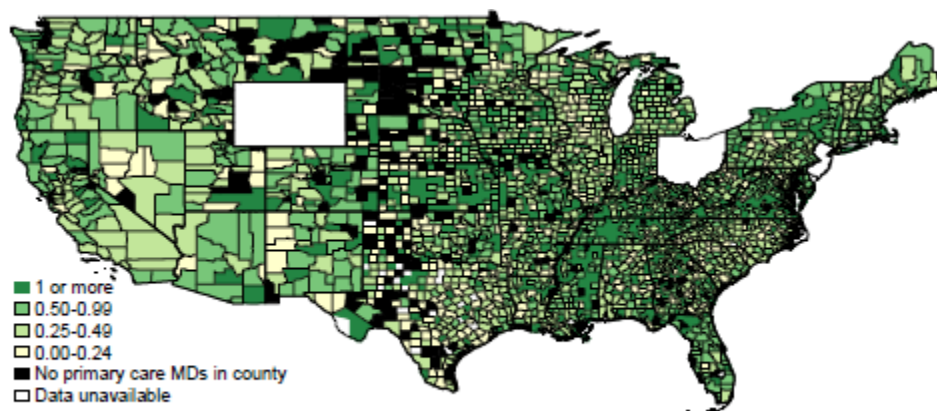 1 or more
0.50-0.99
0.25-0.49
0.00-0.24
No primary care MDs in county
Data unavailable